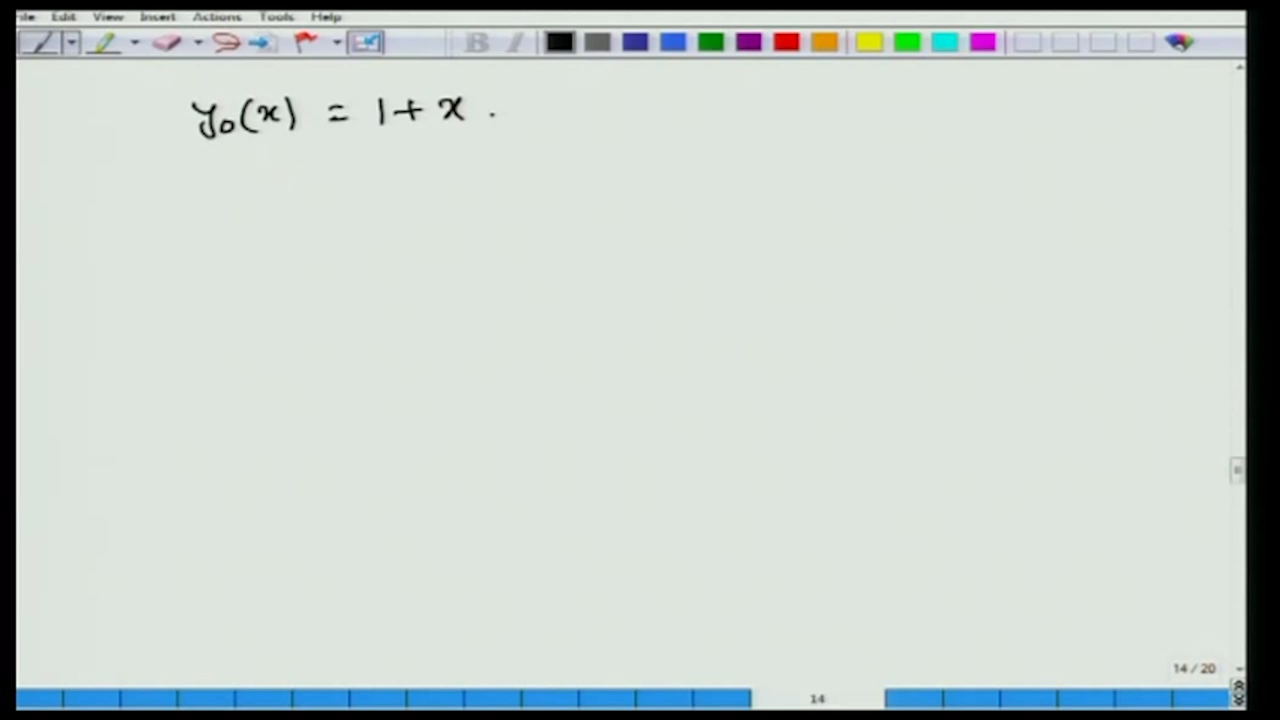 File Edit View Insert Actions Tools Help
B I
y₀(x) = 1 + x .
14 / 20
14